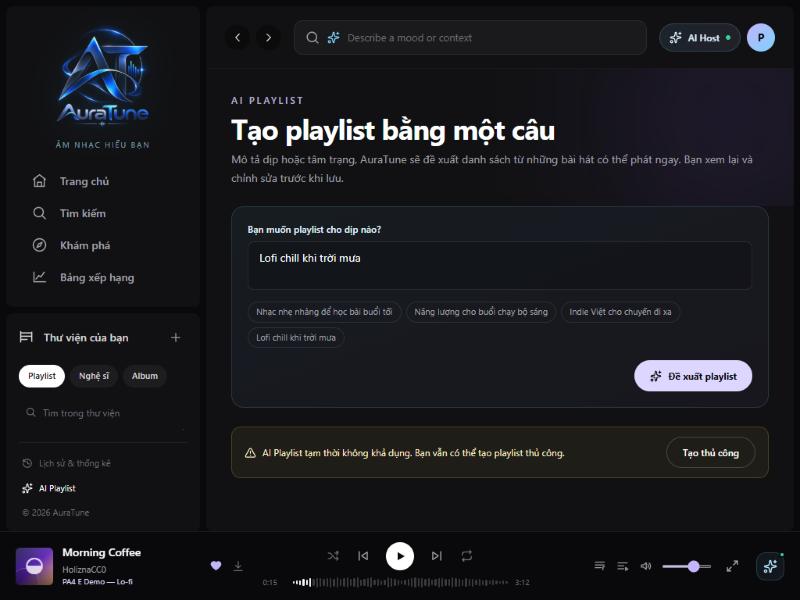 AuraTune
ÂM NHẠC HIỂU BẠN
Trang chủ
Tìm kiếm
Khám phá
Bảng xếp hạng
Thư viện của bạn
Playlist
Nghệ sĩ
Album
Tìm trong thư viện
Lịch sử & thống kê
AI Playlist
© 2026 AuraTune
Describe a mood or context
AI Host
P
AI PLAYLIST
Tạo playlist bằng một câu
Mô tả dịp hoặc tâm trạng, AuraTune sẽ đề xuất danh sách từ những bài hát có thể phát ngay. Bạn xem lại và
chỉnh sửa trước khi lưu.
Bạn muốn playlist cho dịp nào?
Lofi chill khi trời mưa
Nhạc nhẹ nhàng để học bài buổi tối
Năng lượng cho buổi chạy bộ sáng
Indie Việt cho chuyến đi xa
Lofi chill khi trời mưa
Đề xuất playlist
AI Playlist tạm thời không khả dụng. Bạn vẫn có thể tạo playlist thủ công.
Tạo thủ công
Morning Coffee
HoliznaCC0
PA4 E Demo — Lo-fi
0:15
3:12